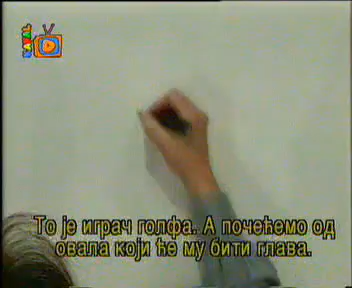 То је играч голфа. А почећемо од
овала који ће му бити глава.